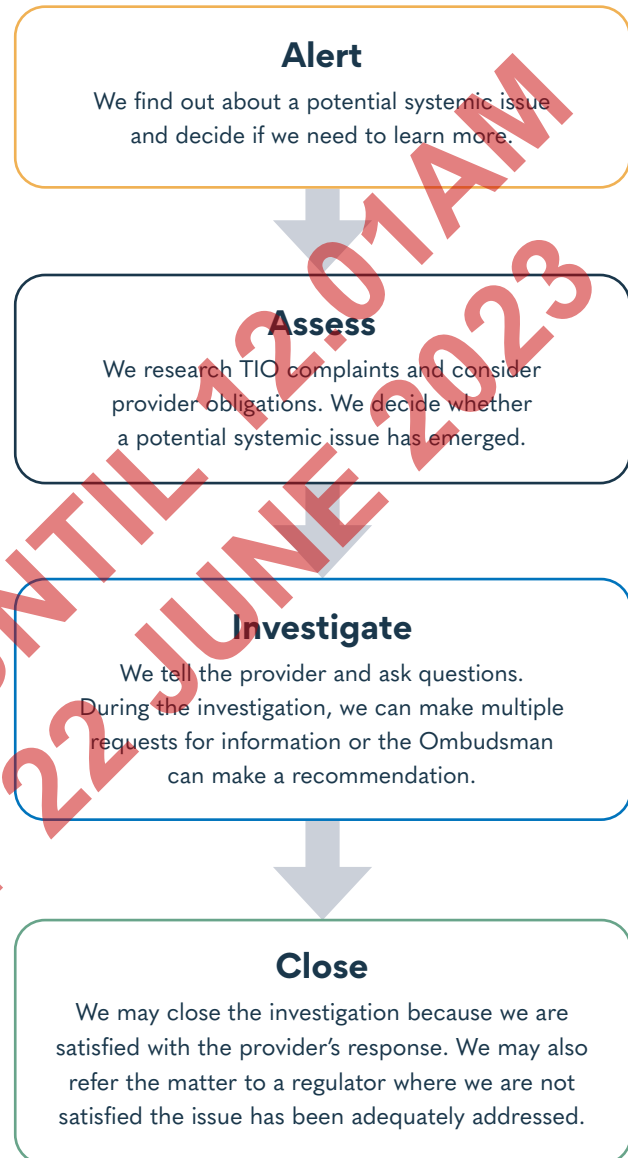 Alert
We find out about a potential systemic issue
and decide if we need to learn more.
Assess
We research TIO complaints and consider
provider obligations. We decide whether
a potential systemic issue has emerged.
Investigate
We tell the provider and ask questions.
During the investigation, we can make multiple
requests for information or the Ombudsman
can make a recommendation.
Close
We may close the investigation because we are
satisfied with the provider’s response. We may also
refer the matter to a regulator where we are not
satisfied the issue has been adequately addressed.
UNTIL 12.01AM
22 JUNE 2023